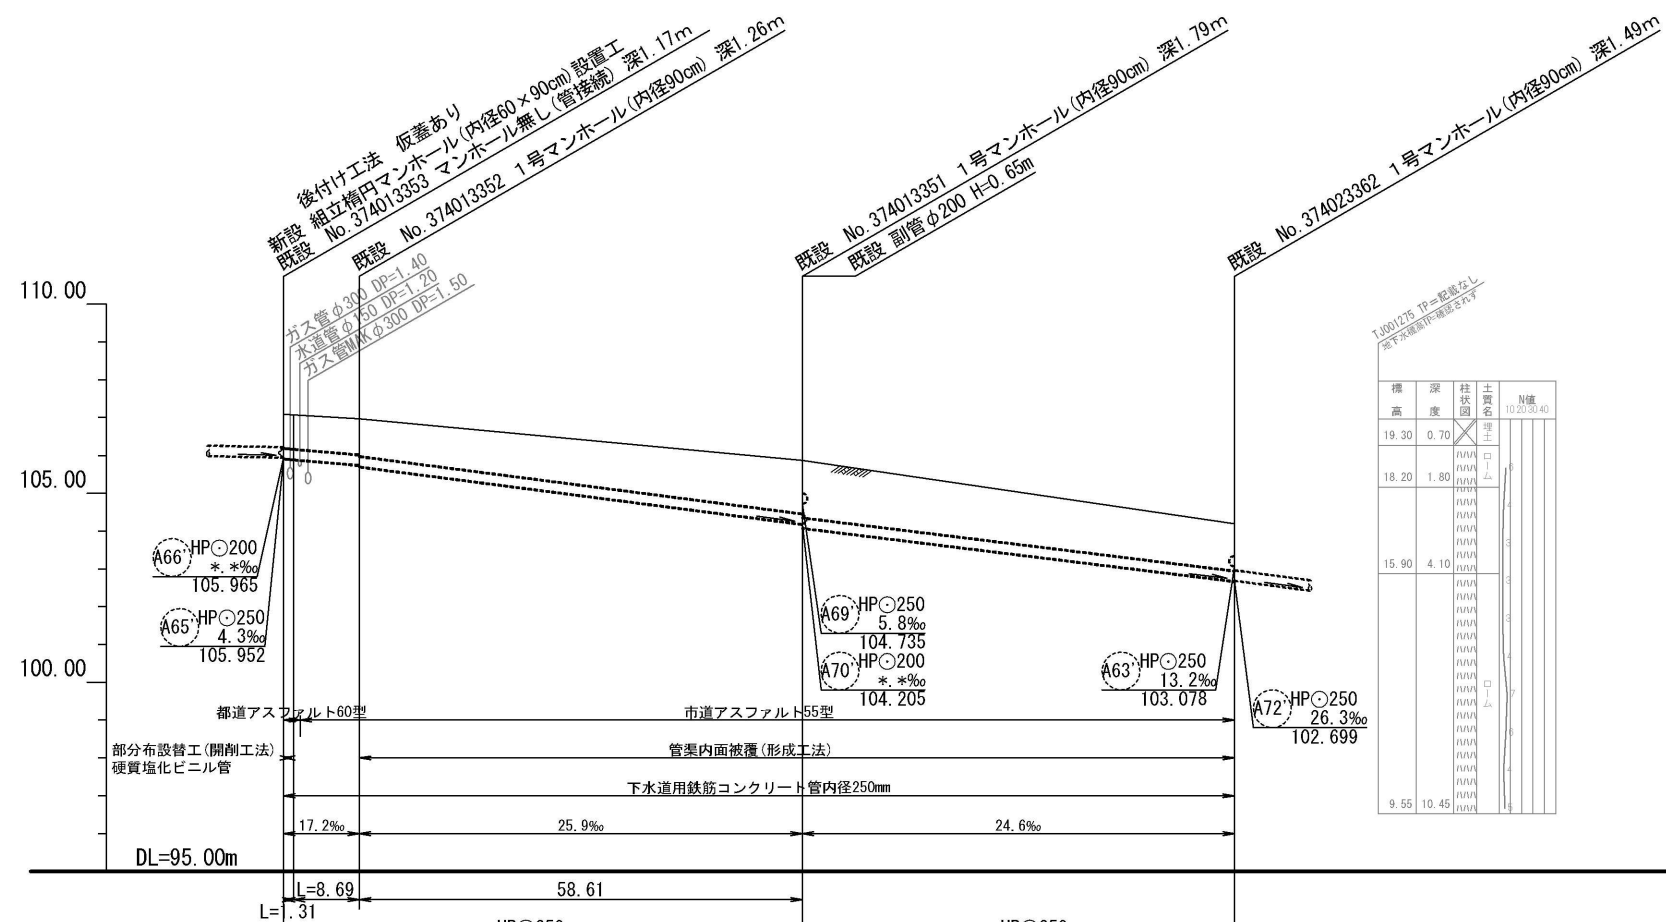 後付け工法　仮蓋あり
新設　組立楕円マンホール(内径60×90cm)設置工
既設　No.374013353　マンホール無し(管接続)　深1.17m
既設　No.374013352　1号マンホール(内径90cm)　深1.26m
既設　No.374013351　1号マンホール(内径90cm)　深1.79m
既設　副管φ200 H=0.65m
既設　No.374023362　1号マンホール(内径90cm)　深1.49m
ガス管φ300 DP=1.40
水道管φ150 DP=1.20
ガス管MAKφ300 DP=1.50
110.00
105.00
100.00
TJ001275 TP=記載なし
地下水標高TP=確認されず
標高 深度 柱状図 土質名 N値
10 20 30 40
19.30 0.70 埋土
18.20 1.80 ローム
15.90 4.10
ローム
9.55 10.45
A66' HP⊙200
*.*‰
105.965
A65' HP⊙250
4.3‰
105.952
A69' HP⊙250
5.8‰
104.735
A70' HP⊙200
*.*‰
104.205
A63' HP⊙250
13.2‰
103.078
A72' HP⊙250
26.3‰
102.699
都道アスファルト60型
市道アスファルト55型
部分布設替工(開削工法)
硬質塩化ビニル管
管渠内面被覆(形成工法)
下水道用鉄筋コンクリート管内径250mm
17.2‰ 25.9‰ 24.6‰
DL=95.00m
L=8.69 58.61
L=1.31